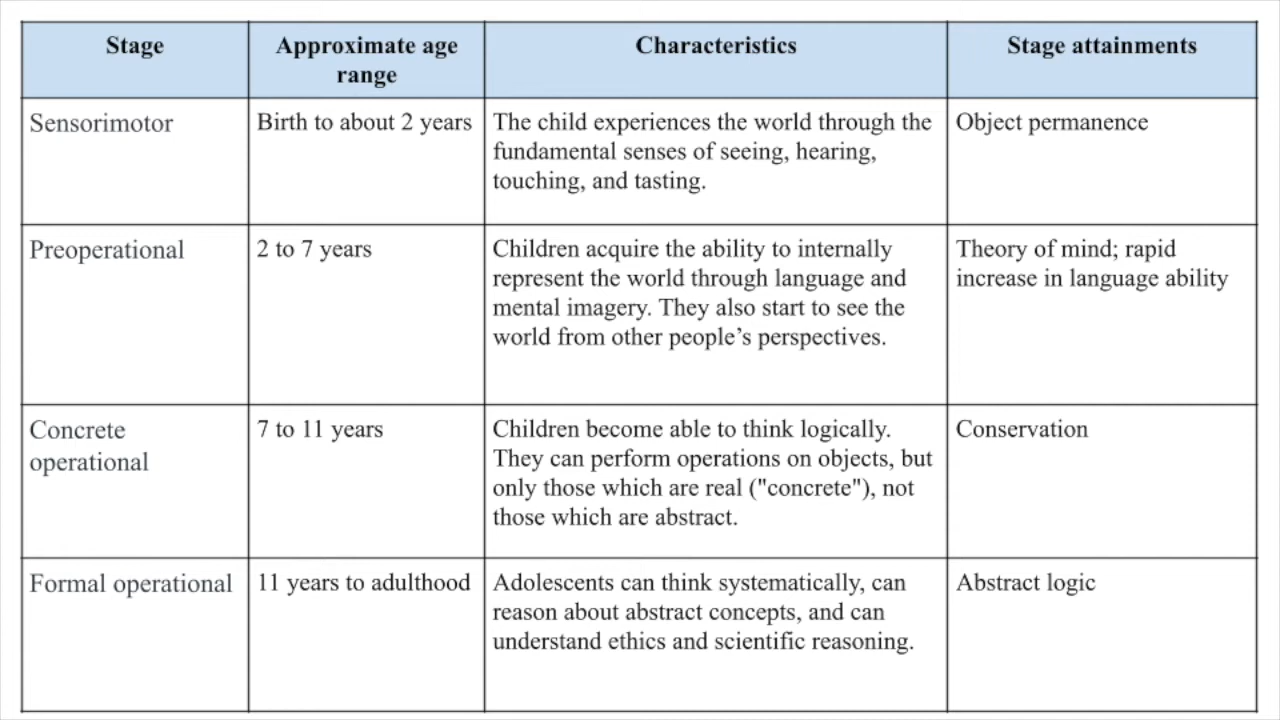 Stage
Approximate age
range
Characteristics
Stage attainments
Sensorimotor
Birth to about 2 years
The child experiences the world through the
fundamental senses of seeing, hearing,
touching, and tasting.
Object permanence
Preoperational
2 to 7 years
Children acquire the ability to internally
represent the world through language and
mental imagery. They also start to see the
world from other people’s perspectives.
Theory of mind; rapid
increase in language ability
Concrete
operational
7 to 11 years
Children become able to think logically.
They can perform operations on objects, but
only those which are real ("concrete"), not
those which are abstract.
Conservation
Formal operational
11 years to adulthood
Adolescents can think systematically, can
reason about abstract concepts, and can
understand ethics and scientific reasoning.
Abstract logic